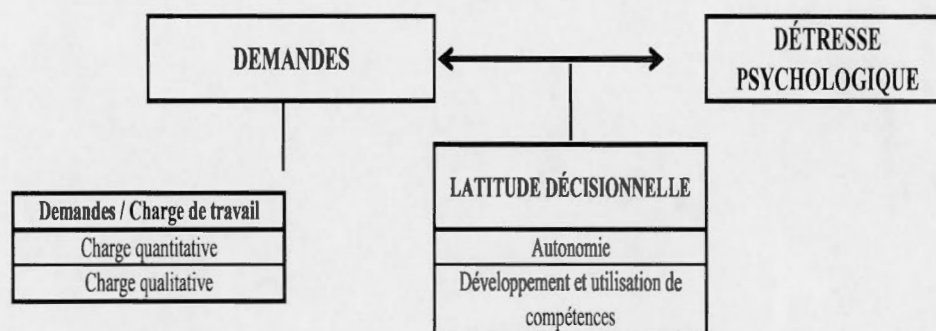 DEMANDES
DÉTRESSE
PSYCHOLOGIQUE
Demandes / Charge de travail
Charge quantitative
Charge qualitative
LATITUDE DÉCISIONNELLE
Autonomie
Développement et utilisation de
compétences